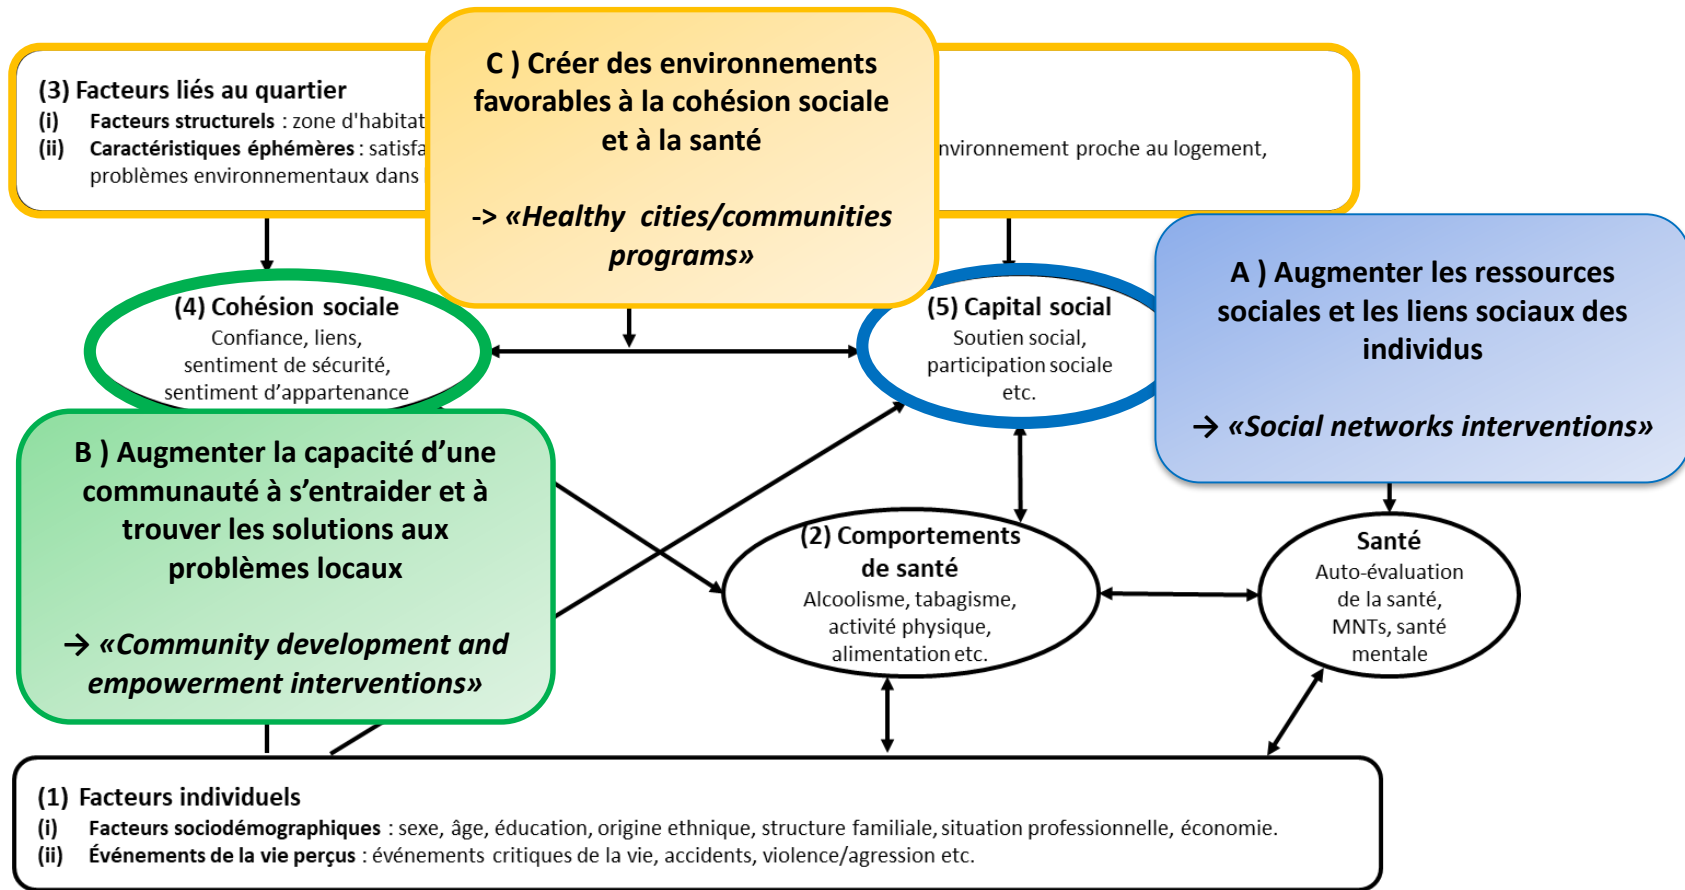 C ) Créer des environnements
favorables à la cohésion sociale
et à la santé
-> «Healthy cities/communities
programs»
(3) Facteurs liés au quartier
(i) Facteurs structurels : zone d'habitat
(ii) Caractéristiques éphémères : satisfa nvironnement proche au logement,
problèmes environnementaux dans
A ) Augmenter les ressources
sociales et les liens sociaux des
individus
→ «Social networks interventions»
(4) Cohésion sociale
Confiance, liens,
sentiment de sécurité,
sentiment d’appartenance
(5) Capital social
Soutien social,
participation sociale
etc.
B ) Augmenter la capacité d’une
communauté à s’entraider et à
trouver les solutions aux
problèmes locaux
→ «Community development and
empowerment interventions»
(2) Comportements
de santé
Alcoolisme, tabagisme,
activité physique,
alimentation etc.
Santé
Auto-évaluation
de la santé,
MNTs, santé
mentale
(1) Facteurs individuels
(i) Facteurs sociodémographiques : sexe, âge, éducation, origine ethnique, structure familiale, situation professionnelle, économie.
(ii) Événements de la vie perçus : événements critiques de la vie, accidents, violence/agression etc.